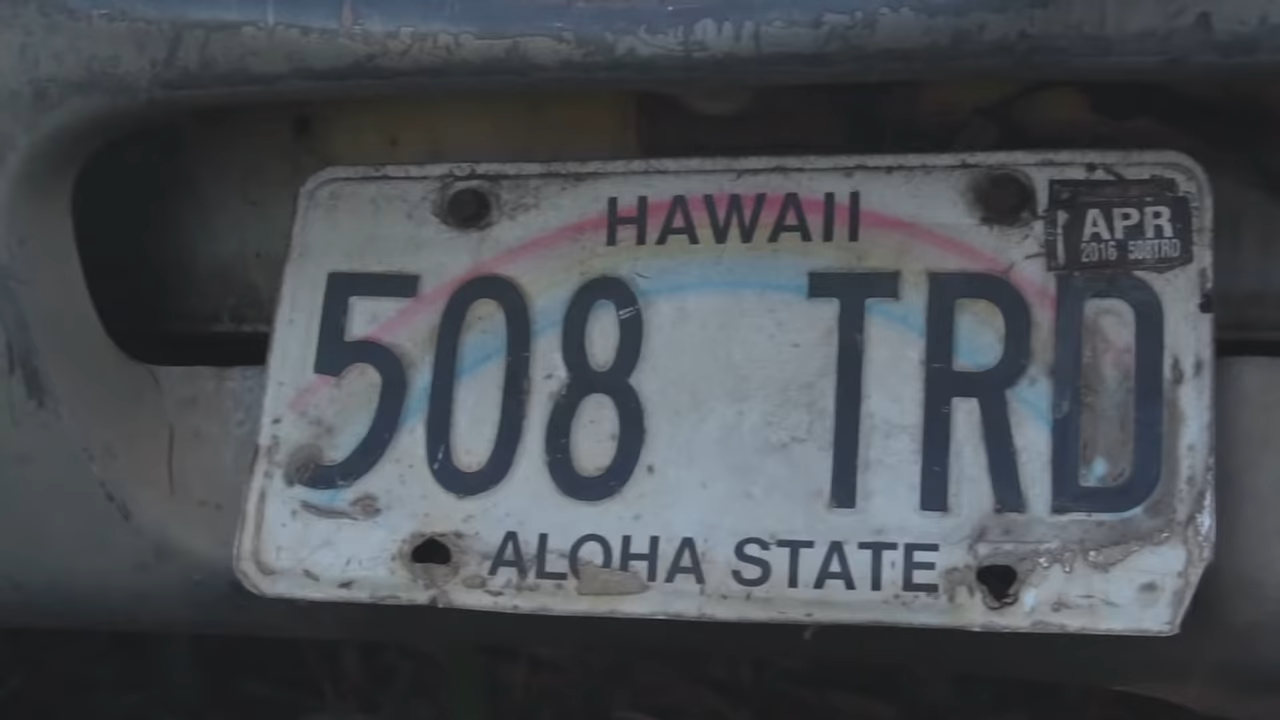 HAWAII
APR
2016 508TRD
508 TRD
ALOHA STATE